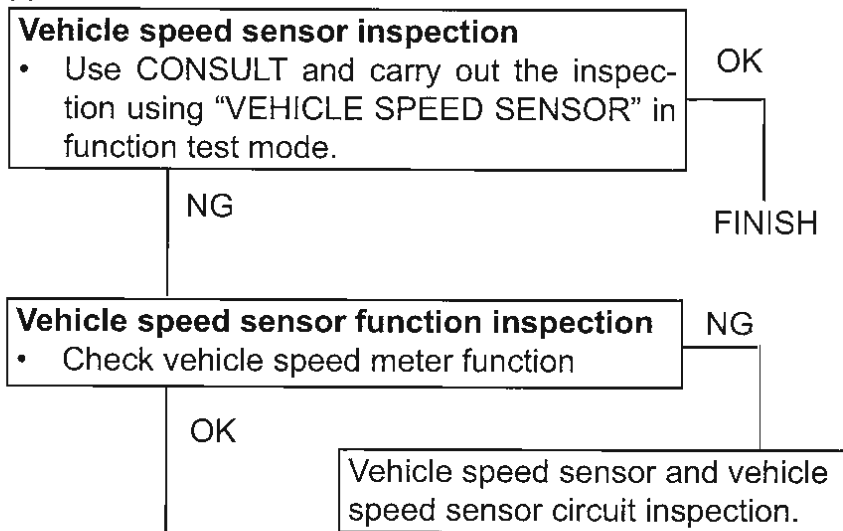 Vehicle speed sensor inspection
• Use CONSULT and carry out the inspec-
tion using “VEHICLE SPEED SENSOR” in
function test mode.
OK
NG
FINISH
Vehicle speed sensor function inspection
• Check vehicle speed meter function
NG
OK
Vehicle speed sensor and vehicle
speed sensor circuit inspection.